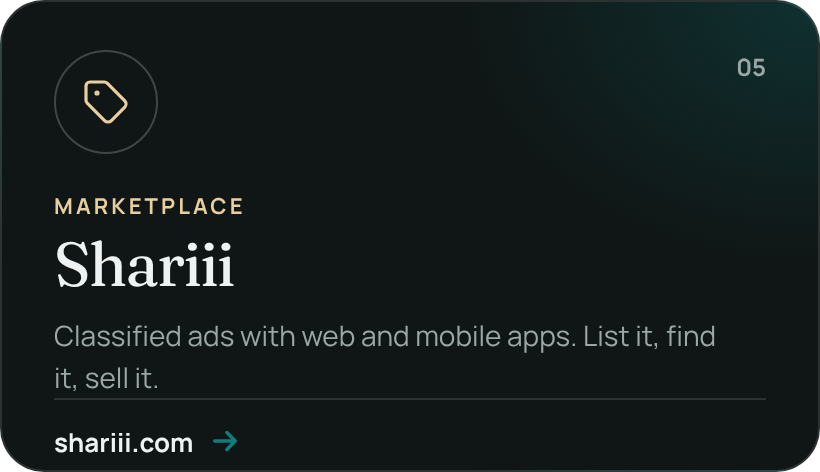 05
MARKETPLACE
Shariii
Classified ads with web and mobile apps. List it, find
it, sell it.
shariii.com →